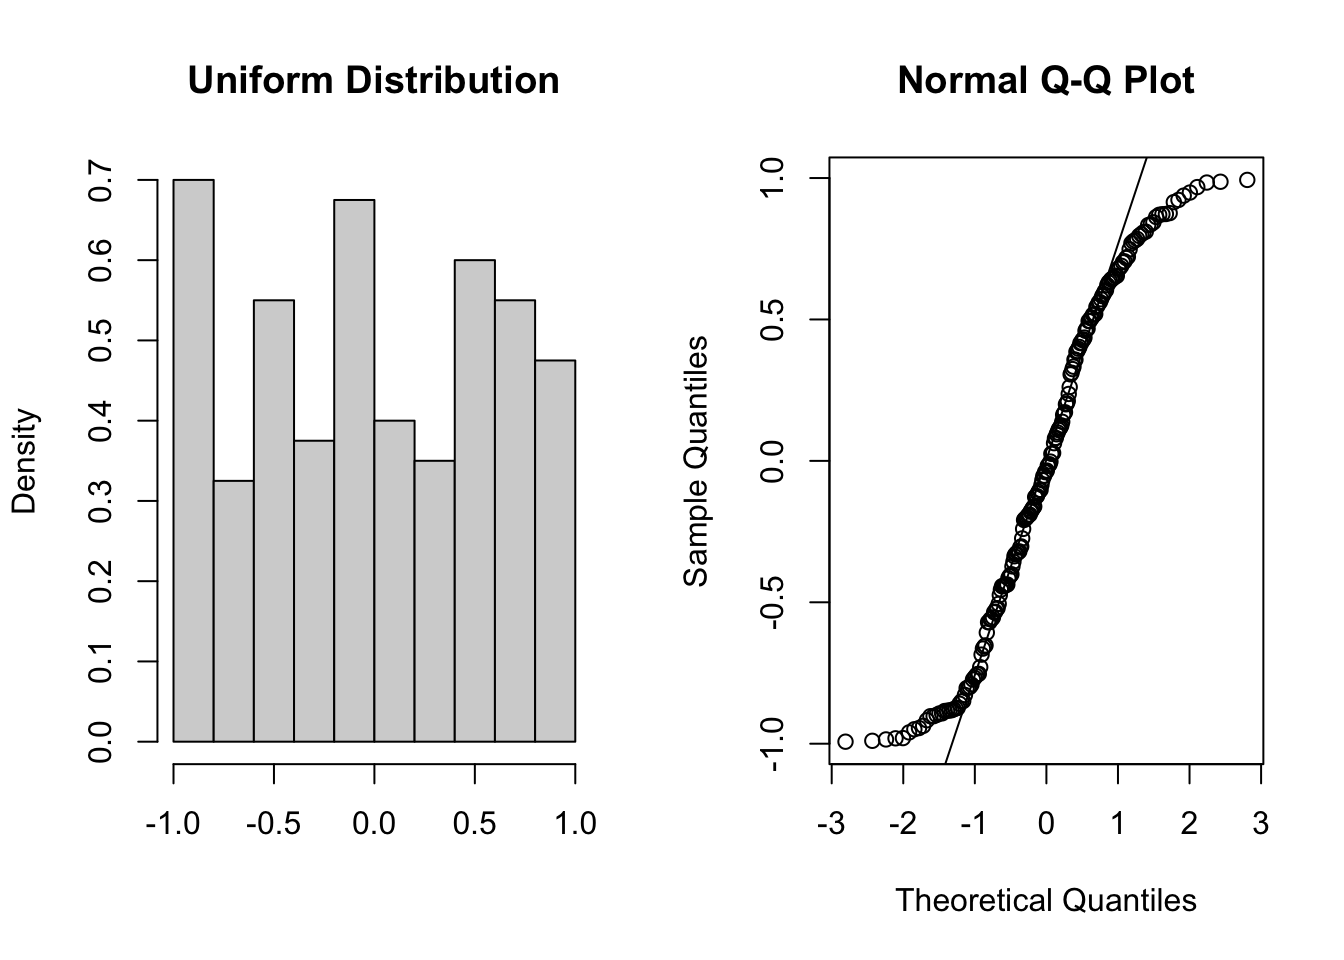 Uniform Distribution
Density
0.0
0.1
0.2
0.3
0.4
0.5
0.6
0.7
-1.0 -0.5 0.0 0.5 1.0
Normal Q-Q Plot
Sample Quantiles
-1.0
-0.5
0.0
0.5
1.0
-3 -2 -1 0 1 2 3
Theoretical Quantiles